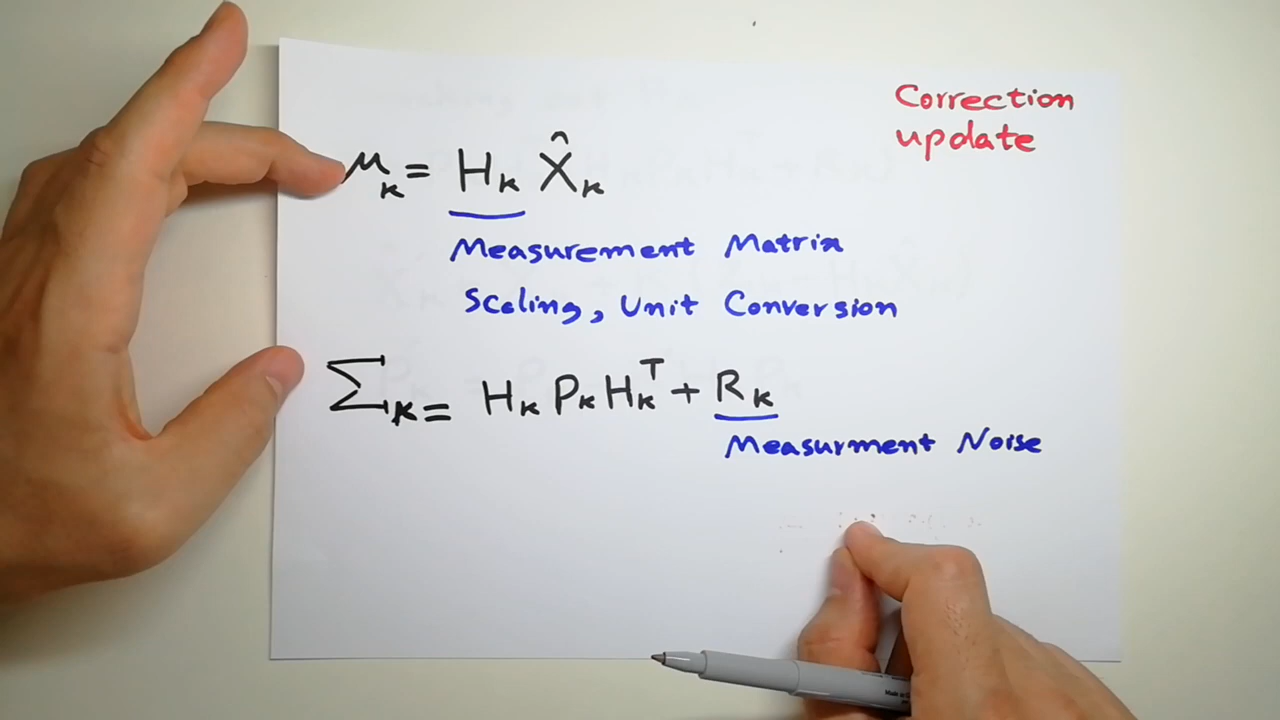 Correction
update
μₖ = Hₖ X̂ₖ
Measurement Matrix
Scaling, Unit Conversion
Σₖ = Hₖ Pₖ Hₖᵀ + Rₖ
Measurment Noise